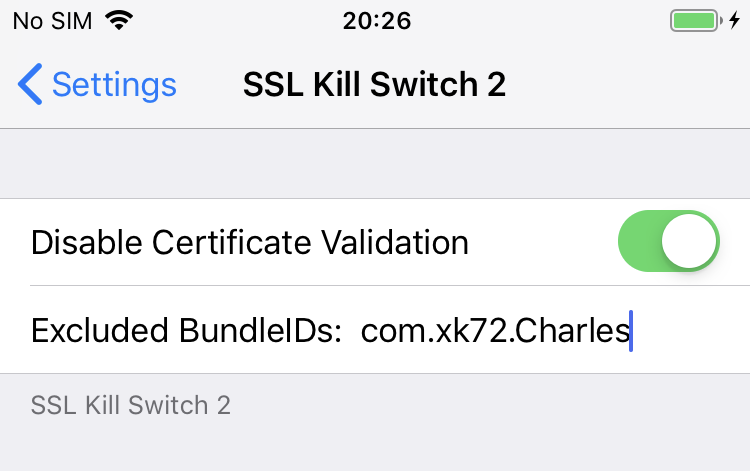 No SIM 20:26
Settings SSL Kill Switch 2
Disable Certificate Validation
Excluded BundleIDs: com.xk72.Charles
SSL Kill Switch 2